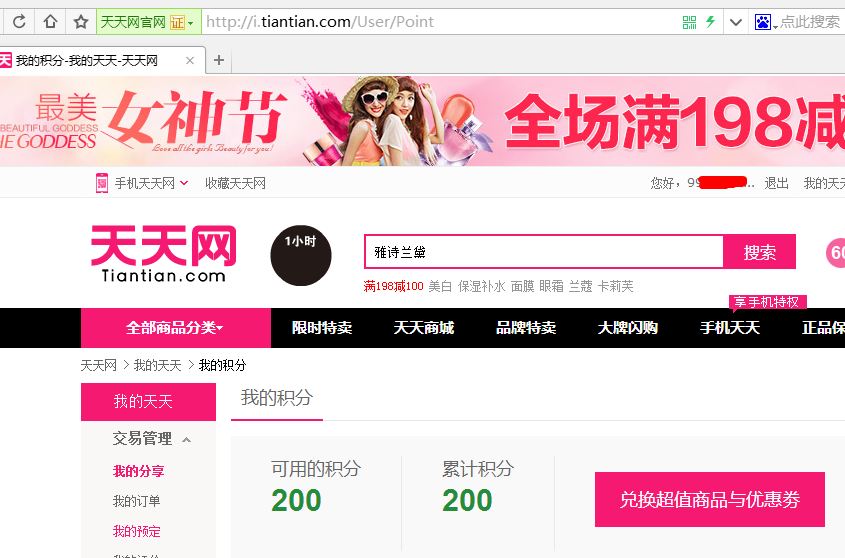 天天网官网 证 http://i.tiantian.com/User/Point 点此搜索
我的积分-我的天天-天天网
最美 女神节 全场满198减
BEAUTIFUL GODDESS
THE GODDESS
Love all the girls Beauty for you!
手机天天网 收藏天天网 您好，99 .. 退出 我的天天
天天网
Tiantian.com
1小时
雅诗兰黛 搜索 60
满198减100 美白 保湿补水 面膜 眼霜 兰蔻 卡莉芙
享手机特权
全部商品分类 限时特卖 天天商城 品牌特卖 大牌闪购 手机天天 正品保
天天网 > 我的天天 > 我的积分
我的天天 我的积分
交易管理
我的分享
我的订单
我的预定
可用的积分 累计积分
200 200
兑换超值商品与优惠劵